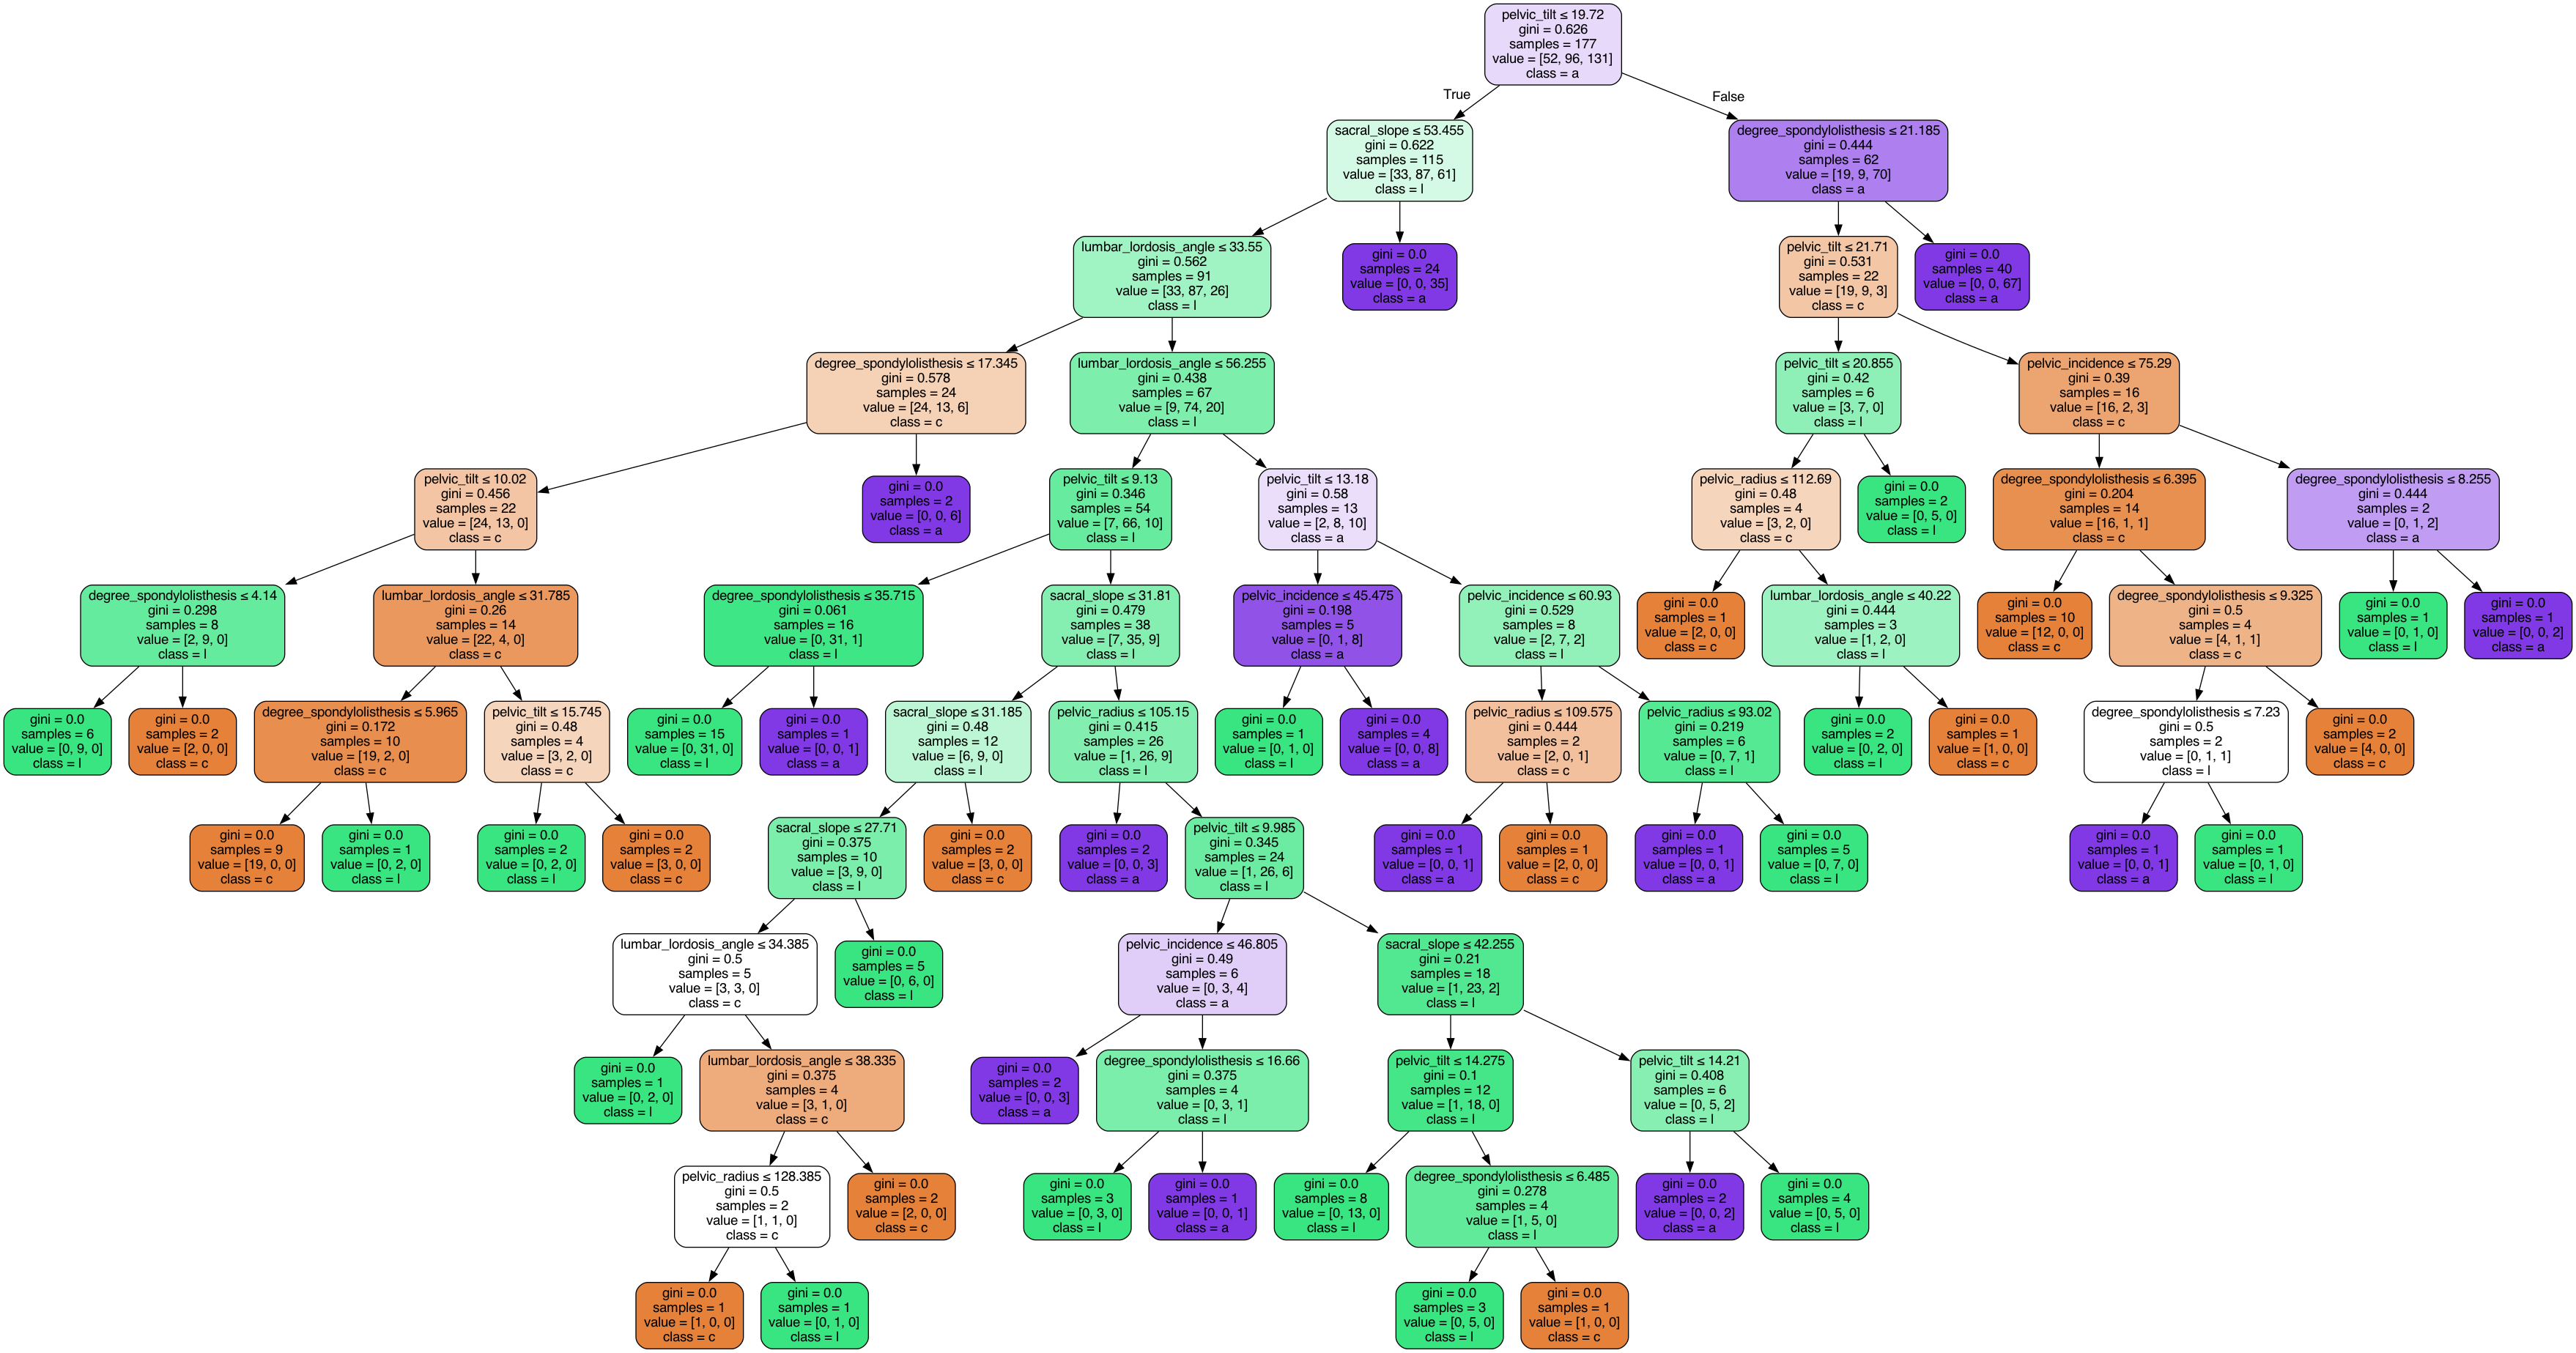 pelvic_tilt ≤ 19.72
gini = 0.626
samples = 177
value = [52, 96, 131]
class = a
True
False
sacral_slope ≤ 53.455
gini = 0.622
samples = 115
value = [33, 87, 61]
class = l
degree_spondylolisthesis ≤ 21.185
gini = 0.444
samples = 62
value = [19, 9, 70]
class = a
lumbar_lordosis_angle ≤ 33.55
gini = 0.562
samples = 91
value = [33, 87, 26]
class = l
gini = 0.0
samples = 24
value = [0, 0, 35]
class = a
pelvic_tilt ≤ 21.71
gini = 0.531
samples = 22
value = [19, 9, 3]
class = c
gini = 0.0
samples = 40
value = [0, 0, 67]
class = a
degree_spondylolisthesis ≤ 17.345
gini = 0.578
samples = 24
value = [24, 13, 6]
class = c
lumbar_lordosis_angle ≤ 56.255
gini = 0.438
samples = 67
value = [9, 74, 20]
class = l
pelvic_tilt ≤ 20.855
gini = 0.42
samples = 6
value = [3, 7, 0]
class = l
pelvic_incidence ≤ 75.29
gini = 0.39
samples = 16
value = [16, 2, 3]
class = c
pelvic_tilt ≤ 10.02
gini = 0.456
samples = 22
value = [24, 13, 0]
class = c
gini = 0.0
samples = 2
value = [0, 0, 6]
class = a
pelvic_tilt ≤ 9.13
gini = 0.346
samples = 54
value = [7, 66, 10]
class = l
pelvic_tilt ≤ 13.18
gini = 0.58
samples = 13
value = [2, 8, 10]
class = a
pelvic_radius ≤ 112.69
gini = 0.48
samples = 4
value = [3, 2, 0]
class = c
gini = 0.0
samples = 2
value = [0, 5, 0]
class = l
degree_spondylolisthesis ≤ 6.395
gini = 0.204
samples = 14
value = [16, 1, 1]
class = c
degree_spondylolisthesis ≤ 8.255
gini = 0.444
samples = 2
value = [0, 1, 2]
class = a
degree_spondylolisthesis ≤ 4.14
gini = 0.298
samples = 8
value = [2, 9, 0]
class = l
lumbar_lordosis_angle ≤ 31.785
gini = 0.26
samples = 14
value = [22, 4, 0]
class = c
degree_spondylolisthesis ≤ 35.715
gini = 0.061
samples = 16
value = [0, 31, 1]
class = l
sacral_slope ≤ 31.81
gini = 0.479
samples = 38
value = [7, 35, 9]
class = l
pelvic_incidence ≤ 45.475
gini = 0.198
samples = 5
value = [0, 1, 8]
class = a
pelvic_incidence ≤ 60.93
gini = 0.529
samples = 8
value = [2, 7, 2]
class = l
gini = 0.0
samples = 1
value = [2, 0, 0]
class = c
lumbar_lordosis_angle ≤ 40.22
gini = 0.444
samples = 3
value = [1, 2, 0]
class = l
gini = 0.0
samples = 10
value = [12, 0, 0]
class = c
degree_spondylolisthesis ≤ 9.325
gini = 0.5
samples = 4
value = [4, 1, 1]
class = c
gini = 0.0
samples = 1
value = [0, 1, 0]
class = l
gini = 0.0
samples = 1
value = [0, 0, 2]
class = a
gini = 0.0
samples = 6
value = [0, 9, 0]
class = l
gini = 0.0
samples = 2
value = [2, 0, 0]
class = c
degree_spondylolisthesis ≤ 5.965
gini = 0.172
samples = 10
value = [19, 2, 0]
class = c
pelvic_tilt ≤ 15.745
gini = 0.48
samples = 4
value = [3, 2, 0]
class = c
gini = 0.0
samples = 15
value = [0, 31, 0]
class = l
gini = 0.0
samples = 1
value = [0, 0, 1]
class = a
sacral_slope ≤ 31.185
gini = 0.48
samples = 12
value = [6, 9, 0]
class = l
pelvic_radius ≤ 105.15
gini = 0.415
samples = 26
value = [1, 26, 9]
class = l
gini = 0.0
samples = 1
value = [0, 1, 0]
class = l
gini = 0.0
samples = 4
value = [0, 0, 8]
class = a
pelvic_radius ≤ 109.575
gini = 0.444
samples = 2
value = [2, 0, 1]
class = c
pelvic_radius ≤ 93.02
gini = 0.219
samples = 6
value = [0, 7, 1]
class = l
gini = 0.0
samples = 2
value = [0, 2, 0]
class = l
gini = 0.0
samples = 1
value = [1, 0, 0]
class = c
degree_spondylolisthesis ≤ 7.23
gini = 0.5
samples = 2
value = [0, 1, 1]
class = l
gini = 0.0
samples = 2
value = [4, 0, 0]
class = c
gini = 0.0
samples = 9
value = [19, 0, 0]
class = c
gini = 0.0
samples = 1
value = [0, 2, 0]
class = l
gini = 0.0
samples = 2
value = [0, 2, 0]
class = l
gini = 0.0
samples = 2
value = [3, 0, 0]
class = c
sacral_slope ≤ 27.71
gini = 0.375
samples = 10
value = [3, 9, 0]
class = l
gini = 0.0
samples = 2
value = [3, 0, 0]
class = c
gini = 0.0
samples = 2
value = [0, 0, 3]
class = a
pelvic_tilt ≤ 9.985
gini = 0.345
samples = 24
value = [1, 26, 6]
class = l
gini = 0.0
samples = 1
value = [0, 0, 1]
class = a
gini = 0.0
samples = 1
value = [2, 0, 0]
class = c
gini = 0.0
samples = 1
value = [0, 0, 1]
class = a
gini = 0.0
samples = 5
value = [0, 7, 0]
class = l
gini = 0.0
samples = 1
value = [0, 0, 1]
class = a
gini = 0.0
samples = 1
value = [0, 1, 0]
class = l
lumbar_lordosis_angle ≤ 34.385
gini = 0.5
samples = 5
value = [3, 3, 0]
class = c
gini = 0.0
samples = 5
value = [0, 6, 0]
class = l
pelvic_incidence ≤ 46.805
gini = 0.49
samples = 6
value = [0, 3, 4]
class = a
sacral_slope ≤ 42.255
gini = 0.21
samples = 18
value = [1, 23, 2]
class = l
gini = 0.0
samples = 1
value = [0, 2, 0]
class = l
lumbar_lordosis_angle ≤ 38.335
gini = 0.375
samples = 4
value = [3, 1, 0]
class = c
gini = 0.0
samples = 2
value = [0, 0, 3]
class = a
degree_spondylolisthesis ≤ 16.66
gini = 0.375
samples = 4
value = [0, 3, 1]
class = l
pelvic_tilt ≤ 14.275
gini = 0.1
samples = 12
value = [1, 18, 0]
class = l
pelvic_tilt ≤ 14.21
gini = 0.408
samples = 6
value = [0, 5, 2]
class = l
pelvic_radius ≤ 128.385
gini = 0.5
samples = 2
value = [1, 1, 0]
class = c
gini = 0.0
samples = 2
value = [2, 0, 0]
class = c
gini = 0.0
samples = 3
value = [0, 3, 0]
class = l
gini = 0.0
samples = 1
value = [0, 0, 1]
class = a
gini = 0.0
samples = 8
value = [0, 13, 0]
class = l
degree_spondylolisthesis ≤ 6.485
gini = 0.278
samples = 4
value = [1, 5, 0]
class = l
gini = 0.0
samples = 2
value = [0, 0, 2]
class = a
gini = 0.0
samples = 4
value = [0, 5, 0]
class = l
gini = 0.0
samples = 1
value = [1, 0, 0]
class = c
gini = 0.0
samples = 1
value = [0, 1, 0]
class = l
gini = 0.0
samples = 3
value = [0, 5, 0]
class = l
gini = 0.0
samples = 1
value = [1, 0, 0]
class = c